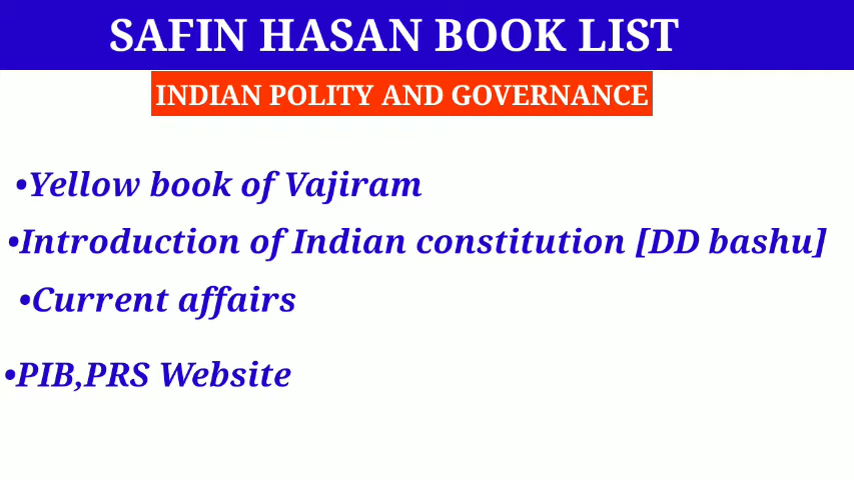 SAFIN HASAN BOOK LIST
INDIAN POLITY AND GOVERNANCE
•Yellow book of Vajiram
•Introduction of Indian constitution [DD bashu]
•Current affairs
•PIB,PRS Website